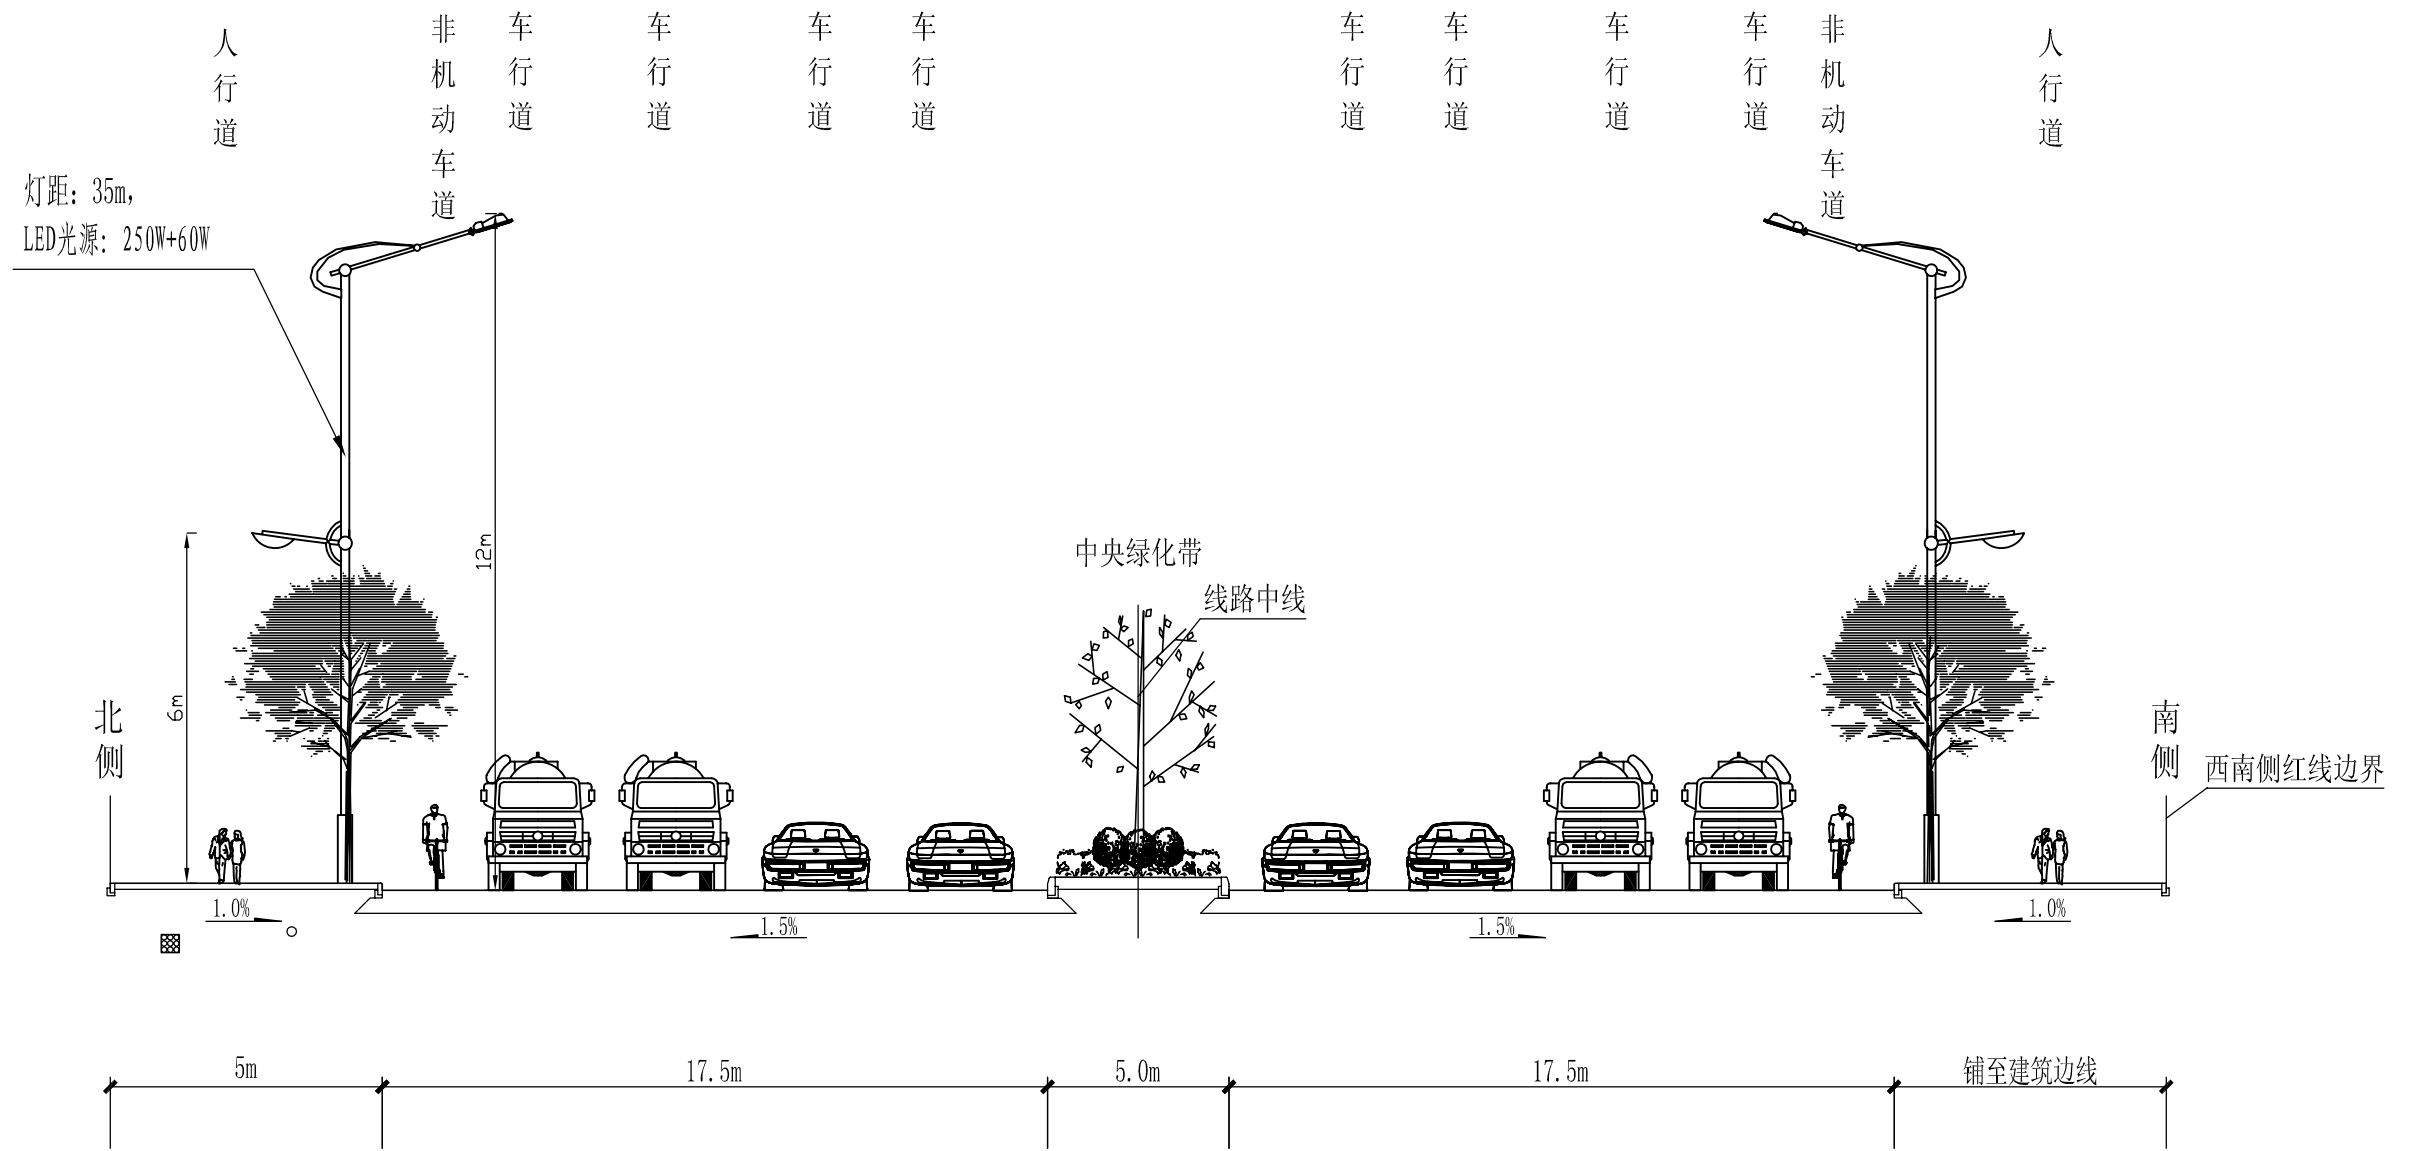 人行道
非机动车道
车行道
车行道
车行道
车行道
车行道
车行道
车行道
车行道
非机动车道
人行道
灯距：35m，
LED光源：250W+60W
12m
6m
中央绿化带
线路中线
北侧
南侧
西南侧红线边界
1.0%
1.5%
1.5%
1.0%
5m
17.5m
5.0m
17.5m
铺至建筑边线